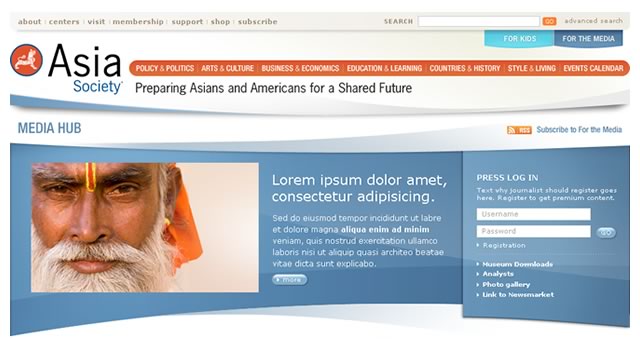 about | centers | visit | membership | support | shop | subscribe
SEARCH GO advanced search
FOR KIDS FOR THE MEDIA
Asia
Society
POLICY & POLITICS | ARTS & CULTURE | BUSINESS & ECONOMICS | EDUCATION & LEARNING | COUNTRIES & HISTORY | STYLE & LIVING | EVENTS CALENDAR
Preparing Asians and Americans for a Shared Future
MEDIA HUB
RSS Subscribe to For the Media
Lorem ipsum dolor amet,
consectetur adipisicing.
Sed do eiusmod tempor incididunt ut labre
et dolore magna aliqua enim ad minim
veniam, quis nostrud exercitation ullamco
laboris nisi ut aliquip quasi architeo beatae
vitae dicta sunt explicabo.
more
PRESS LOG IN
Text why journalist should register goes
here. Register to get premium content.
Username
Password GO
Registration
Museum Downloads
Analysts
Photo gallery
Link to Newsmarket